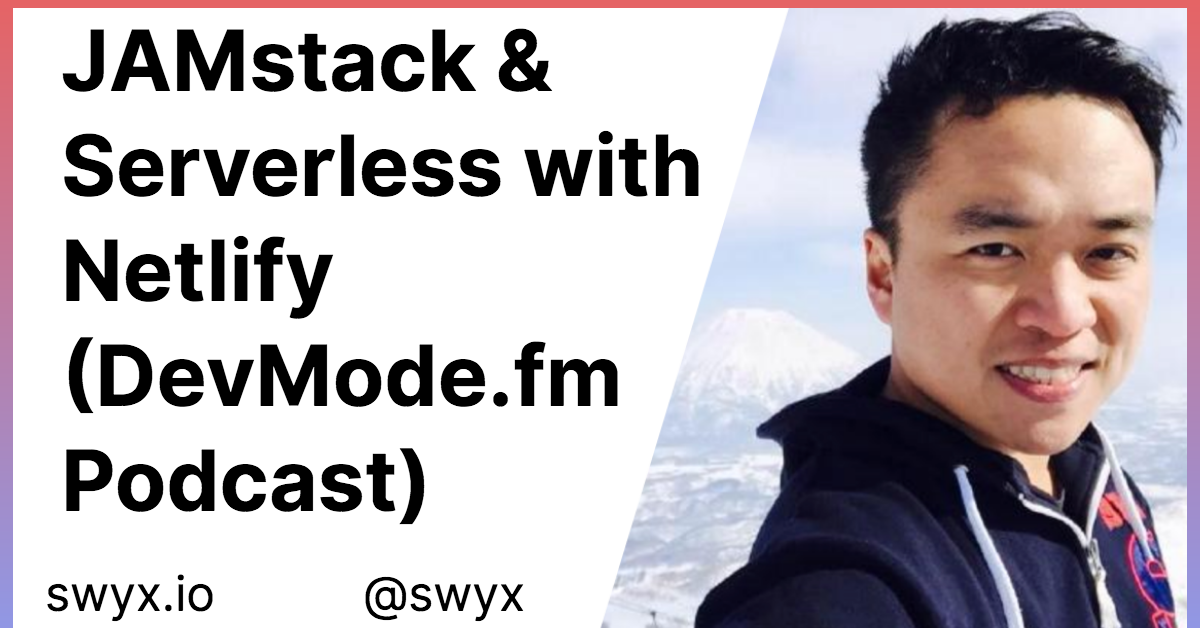 JAMstack &
Serverless with
Netlify
(DevMode.fm
Podcast)
swyx.io @swyx